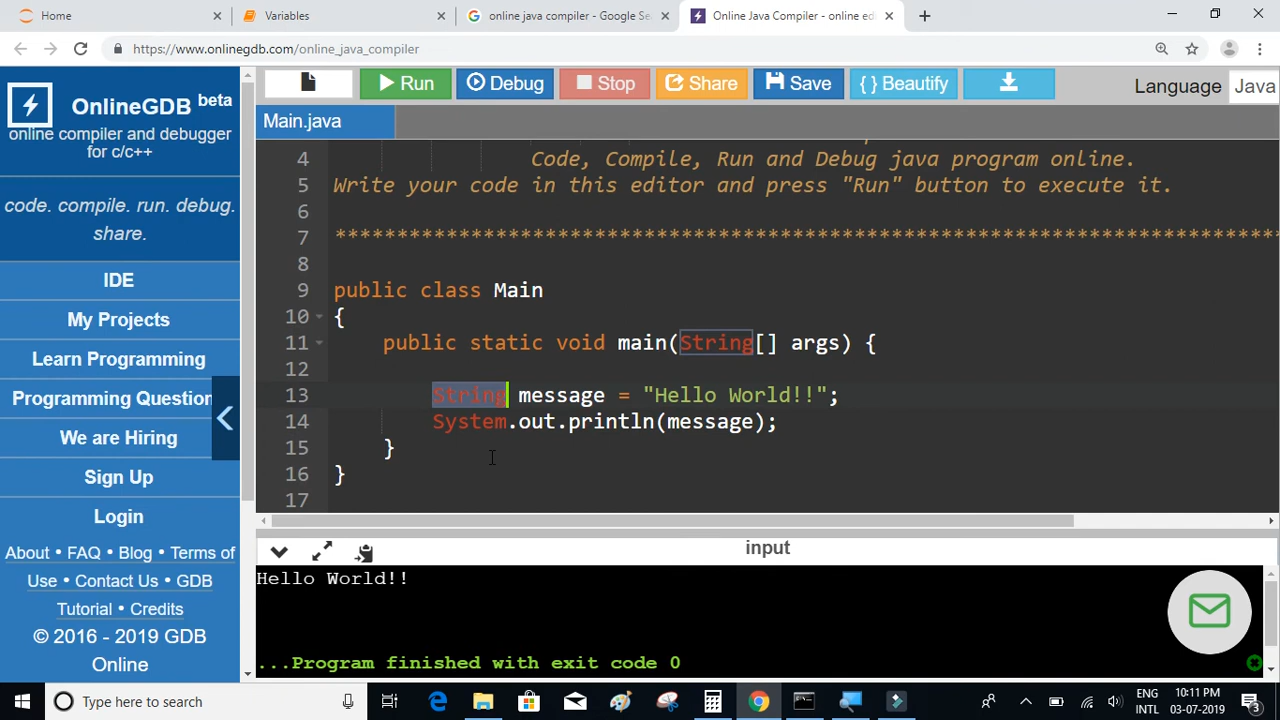 Home
Variables
online java compiler - Google Se
Online Java Compiler - online edi
https://www.onlinegdb.com/online_java_compiler
OnlineGDB beta
online compiler and debugger
for c/c++
code. compile. run. debug.
share.
IDE
My Projects
Learn Programming
Programming Question
We are Hiring
Sign Up
Login
About • FAQ • Blog • Terms of
Use • Contact Us • GDB
Tutorial • Credits
© 2016 - 2019 GDB
Online
Run
Debug
Stop
Share
Save
{ } Beautify
Language Java
Main.java
4 Code, Compile, Run and Debug java program online.
5 Write your code in this editor and press "Run" button to execute it.
6
7 *****************************************************************************
8
9 public class Main
10 {
11 public static void main(String[] args) {
12
13 String message = "Hello World!!";
14 System.out.println(message);
15 }
16 }
17
input
Hello World!!
...Program finished with exit code 0
Type here to search
ENG
INTL
10:11 PM
03-07-2019
3